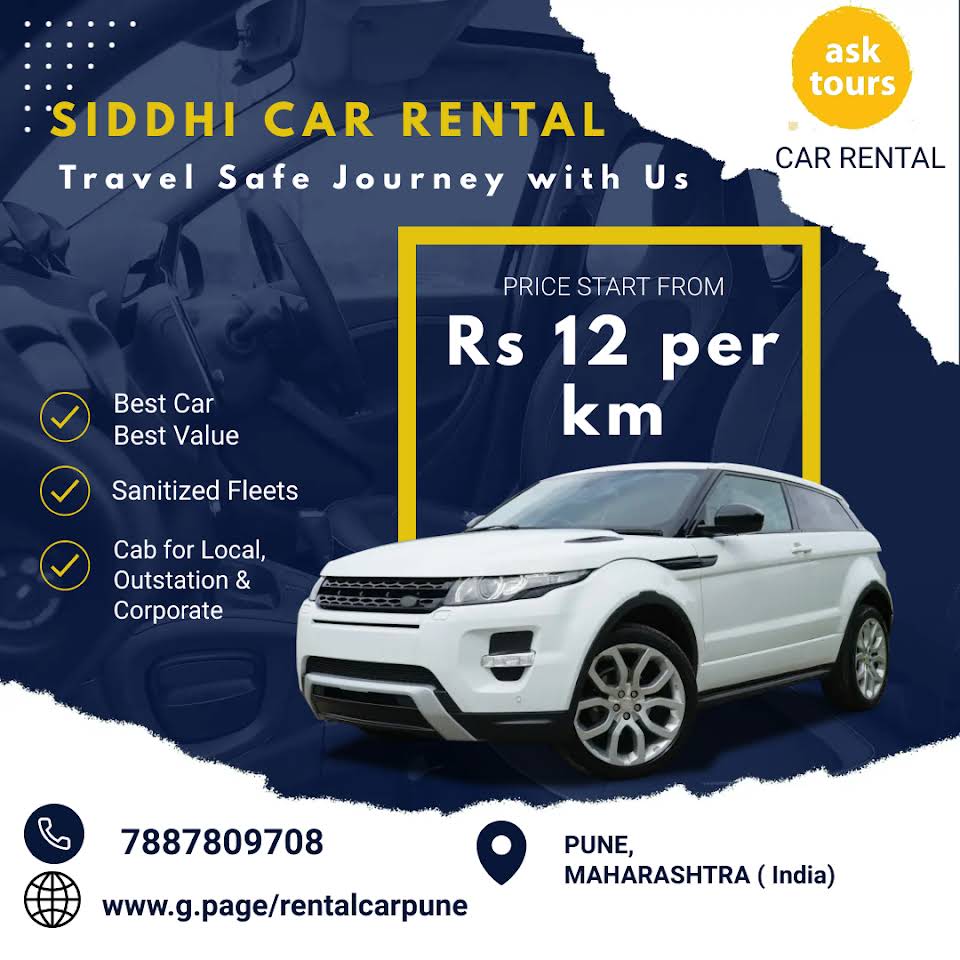 ask
tours
CAR RENTAL
SIDDHI CAR RENTAL
Travel Safe Journey with Us
PRICE START FROM
Rs 12 per
km
Best Car
Best Value
Sanitized Fleets
Cab for Local,
Outstation &
Corporate
7887809708
www.g.page/rentalcarpune
PUNE,
MAHARASHTRA ( India)